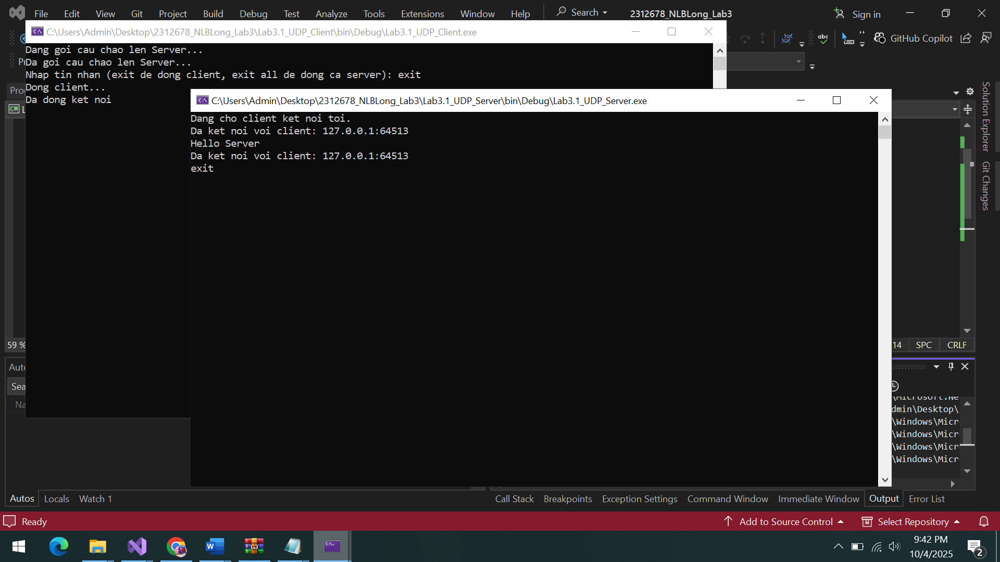 File Edit View Git Project Build Debug Test Analyze Tools Extensions Window Help Search 2312678_NLBLong_Lab3 Sign in
C:\Users\Admin\Desktop\2312678_NLBLong_Lab3\Lab3.1_UDP_Client\bin\Debug\Lab3.1_UDP_Client.exe
abc GitHub Copilot
Dang goi cau chao len Server...
Da goi cau chao len Server...
Nhap tin nhan (exit de dong client, exit all de dong ca server): exit
Dong client...
Da dong ket noi
C:\Users\Admin\Desktop\2312678_NLBLong_Lab3\Lab3.1_UDP_Server\bin\Debug\Lab3.1_UDP_Server.exe
Dang cho client ket noi toi.
Da ket noi voi client: 127.0.0.1:64513
Hello Server
Da ket noi voi client: 127.0.0.1:64513
exit
Solution Explorer
Git Changes
C#
59 %
14 SPC CRLF
Auto
Sea
Na
\Microsoft.Ne
dmin\Desktop\
\Windows\Micr
\Windows\Micr
\Windows\Micr
\Windows\Micr
Autos Locals Watch 1
Call Stack Breakpoints Exception Settings Command Window Immediate Window Output Error List
Ready
Add to Source Control Select Repository
9:42 PM
10/4/2025
2